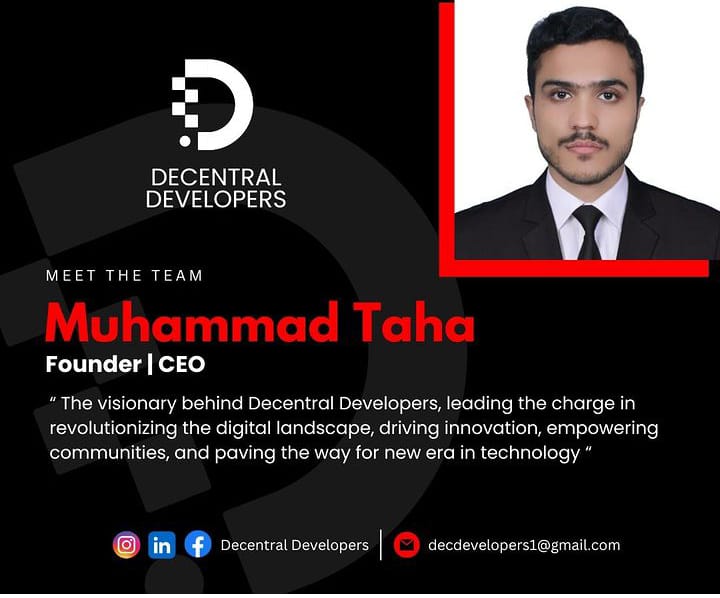 DECENTRAL
DEVELOPERS
MEET THE TEAM
Muhammad Taha
Founder | CEO
“ The visionary behind Decentral Developers, leading the charge in
revolutionizing the digital landscape, driving innovation, empowering
communities, and paving the way for new era in technology “
Decentral Developers | decdevelopers1@gmail.com